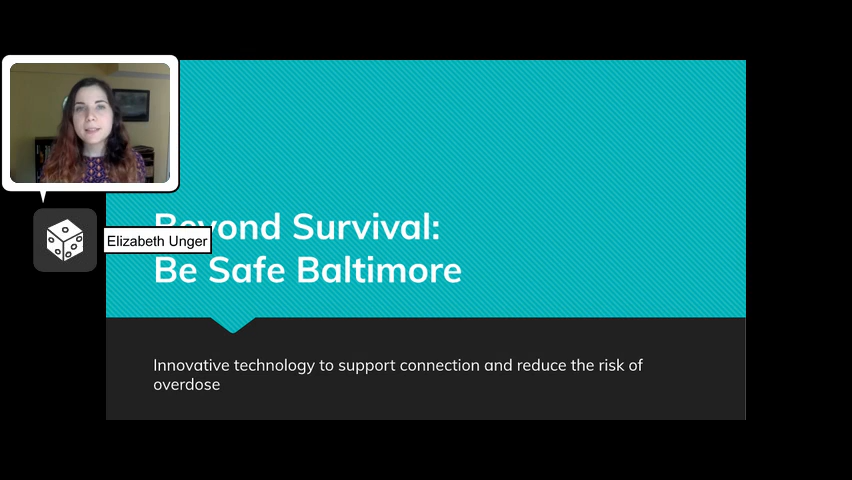 Beyond Survival:
Elizabeth Unger
Be Safe Baltimore
Innovative technology to support connection and reduce the risk of
overdose